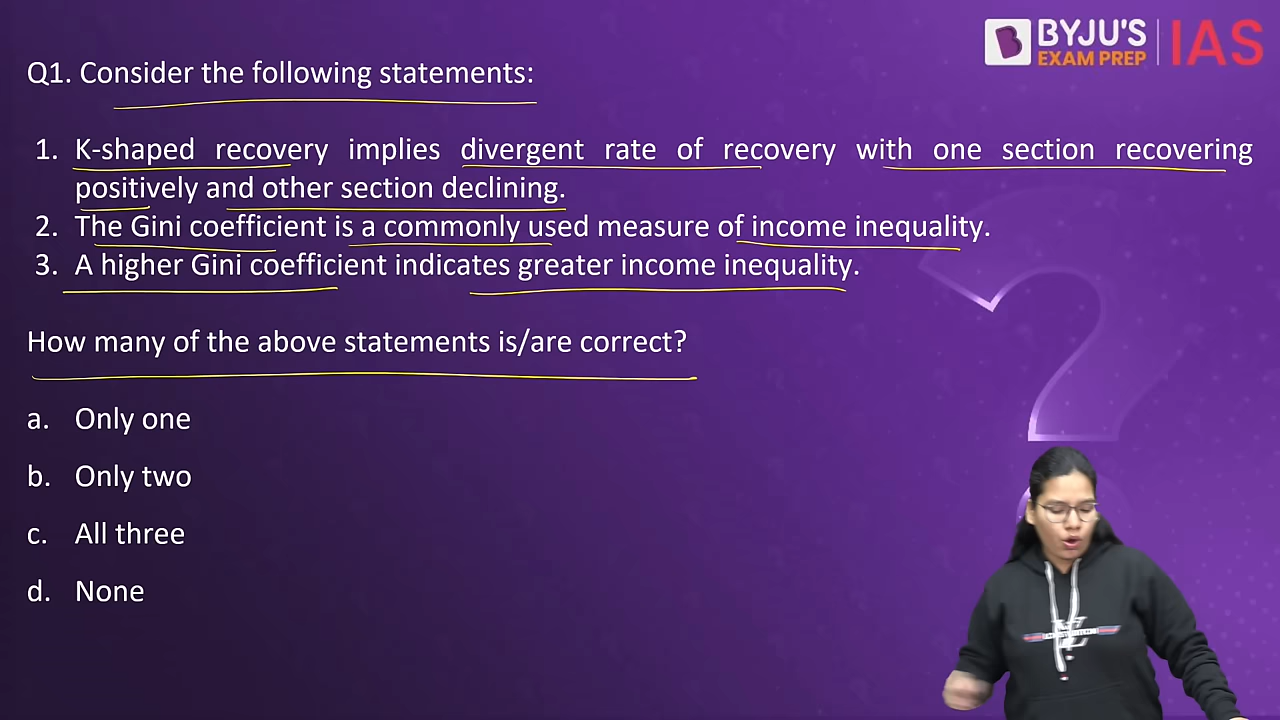 BYJU'S
EXAM PREP
IAS
Q1. Consider the following statements:
1. K-shaped recovery implies divergent rate of recovery with one section recovering
positively and other section declining.
2. The Gini coefficient is a commonly used measure of income inequality.
3. A higher Gini coefficient indicates greater income inequality.
How many of the above statements is/are correct?
a. Only one
b. Only two
c. All three
d. None